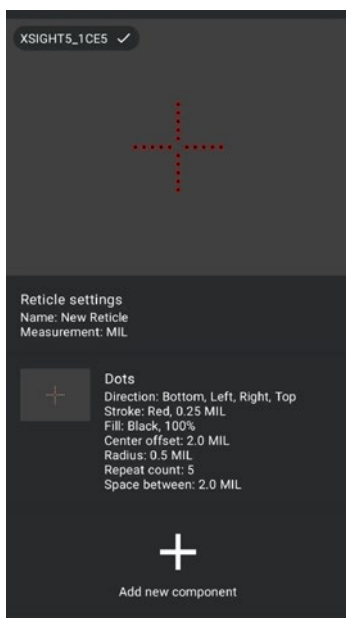 XSIGHT5_1CE5
Reticle settings
Name: New Reticle
Measurement: MIL
Dots
Direction: Bottom, Left, Right, Top
Stroke: Red, 0.25 MIL
Fill: Black, 100%
Center offset: 2.0 MIL
Radius: 0.5 MIL
Repeat count: 5
Space between: 2.0 MIL
Add new component